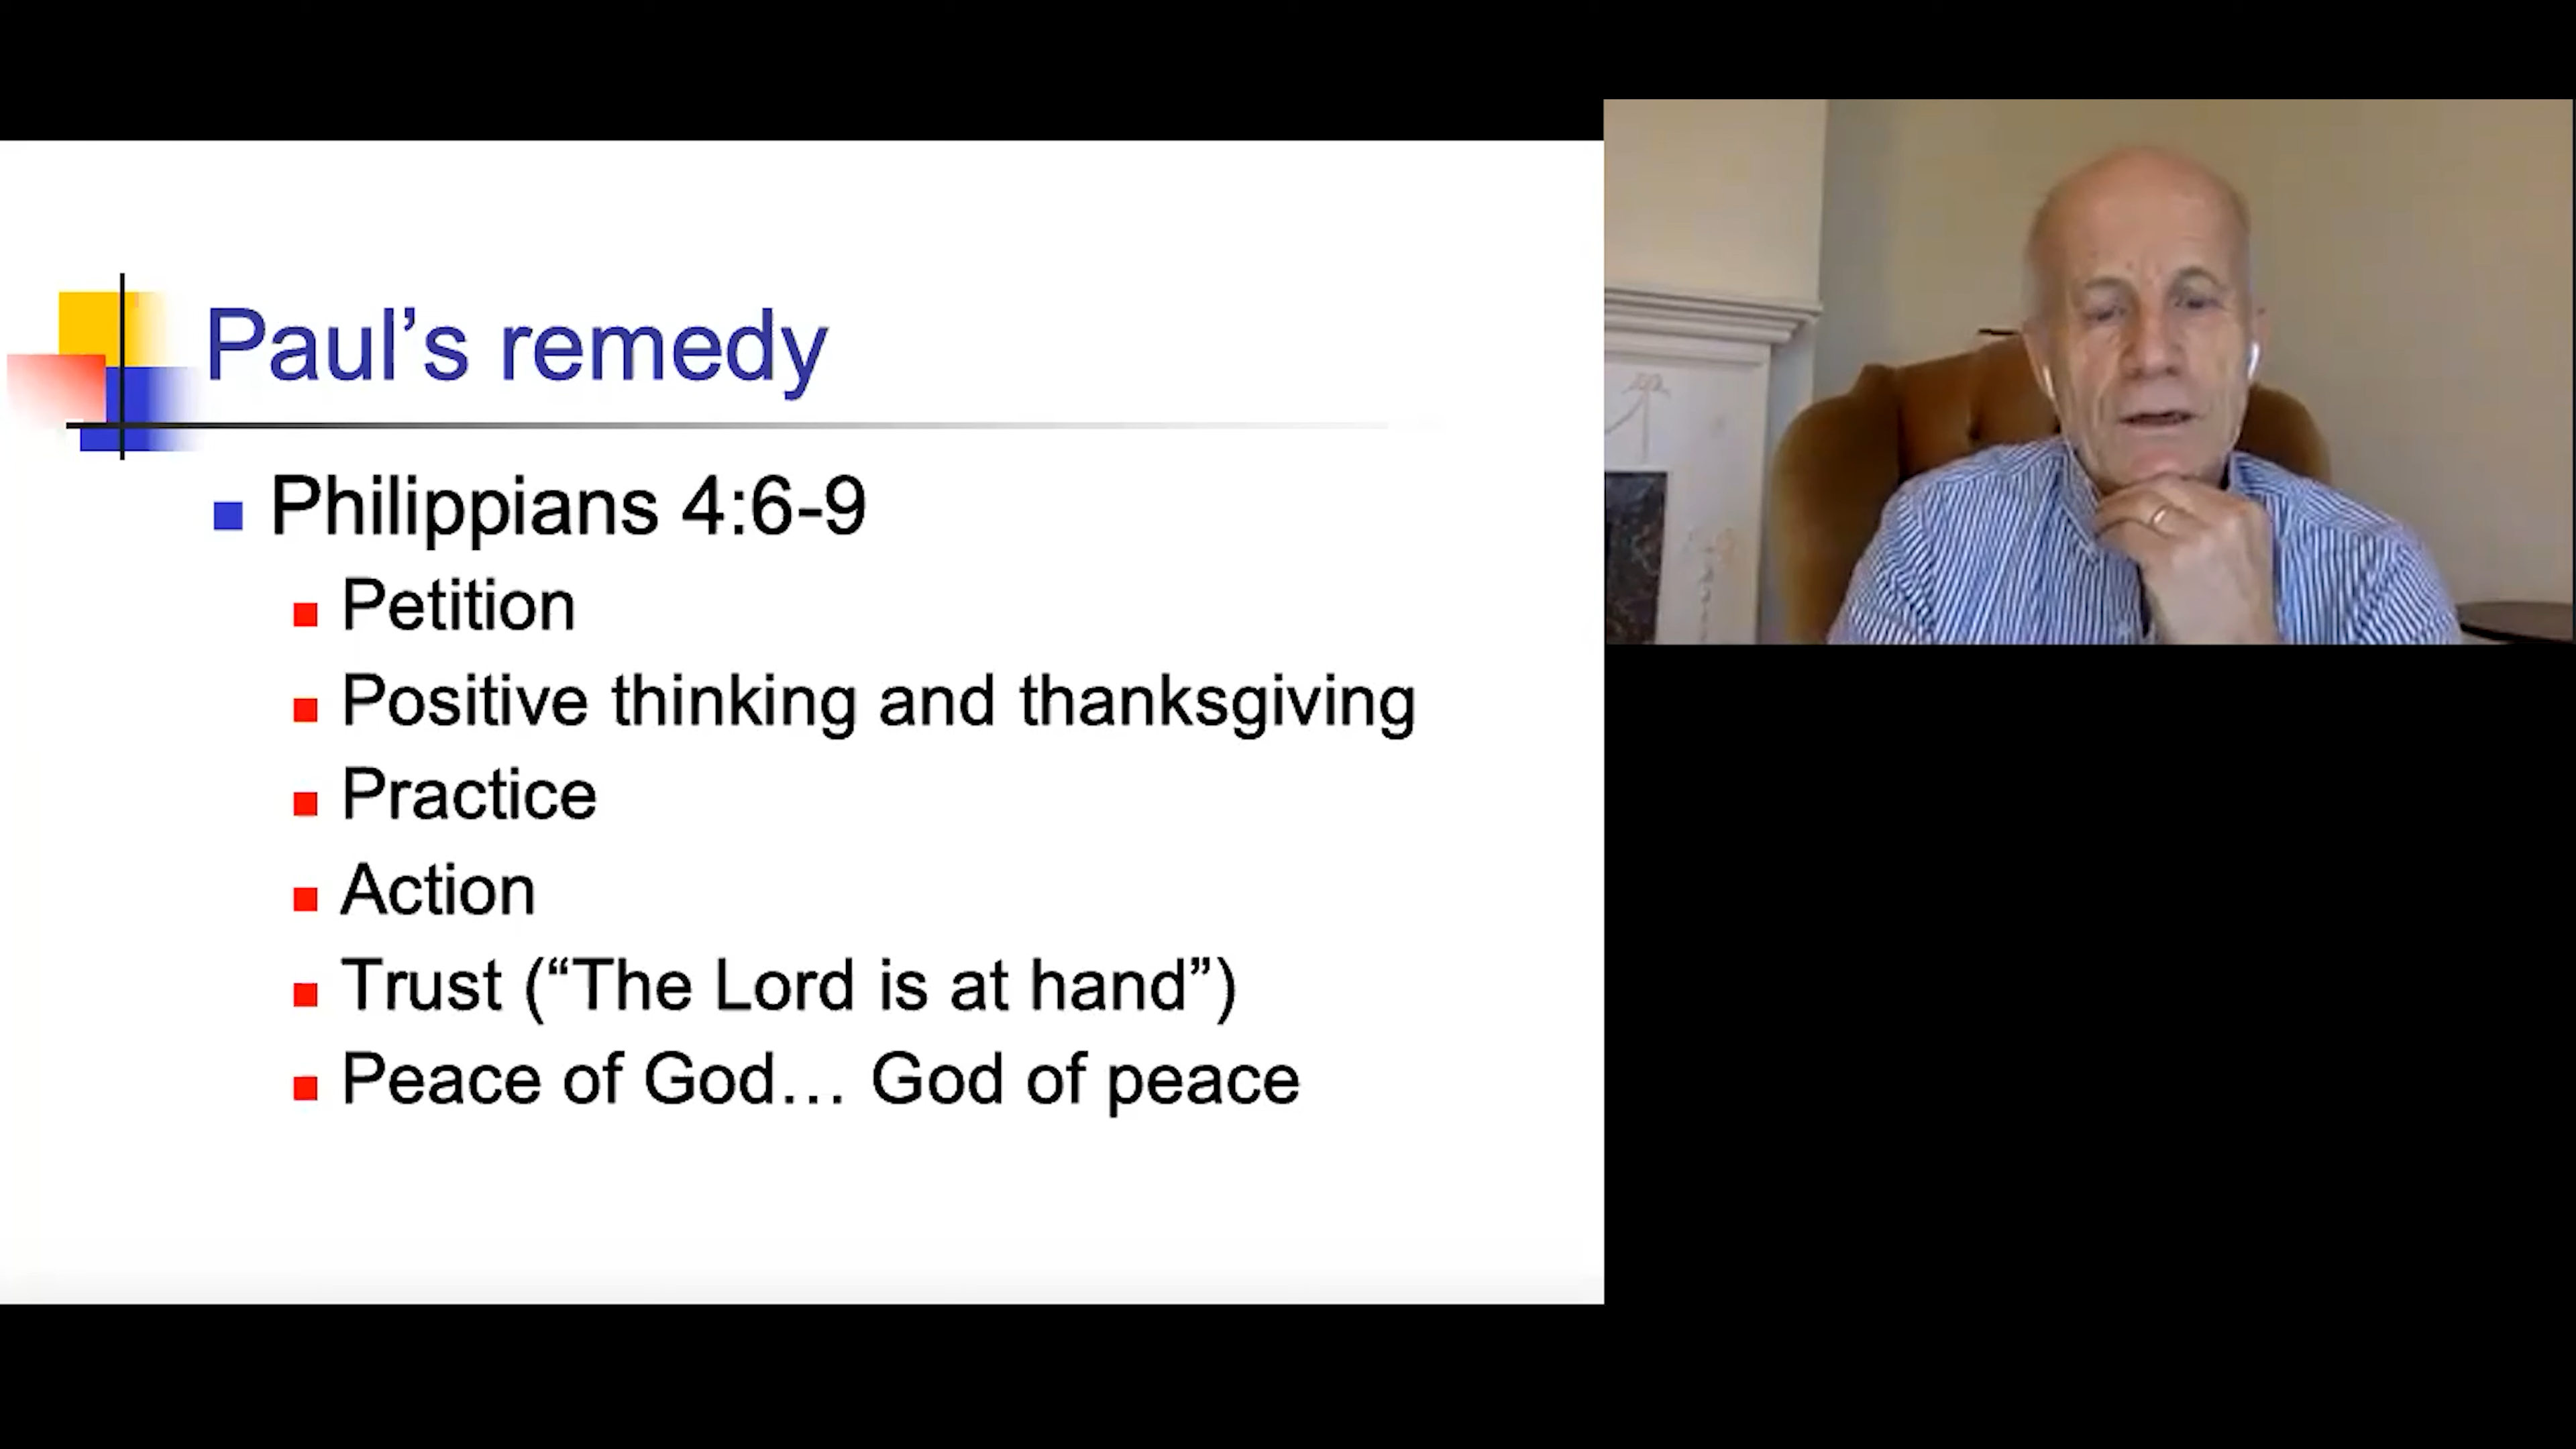 Paul’s remedy
Philippians 4:6-9
Petition
Positive thinking and thanksgiving
Practice
Action
Trust (“The Lord is at hand”)
Peace of God… God of peace